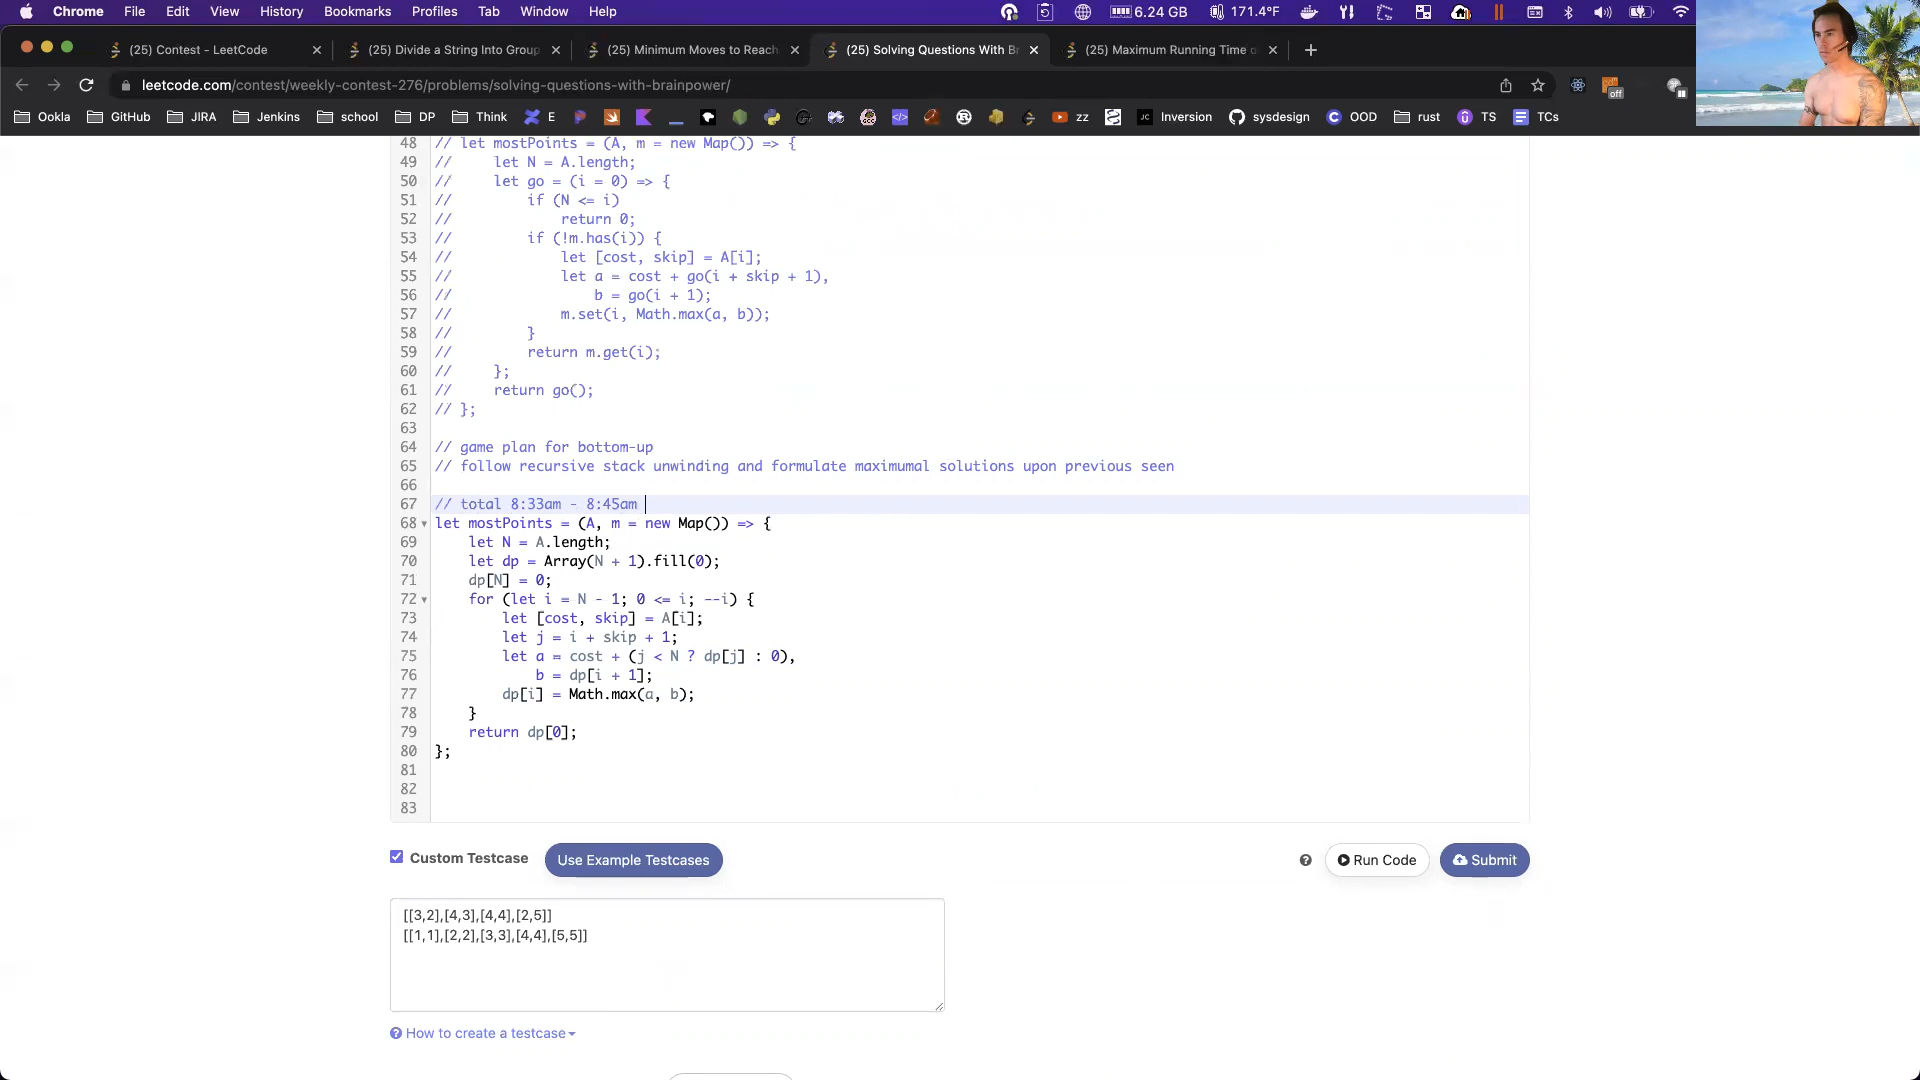 Chrome File Edit View History Bookmarks Profiles Tab Window Help 6.24 GB 171.4°F
(25) Contest - LeetCode (25) Divide a String Into Group (25) Minimum Moves to Reach (25) Solving Questions With Br (25) Maximum Running Time o
leetcode.com/contest/weekly-contest-276/problems/solving-questions-with-brainpower/
off
Ookla GitHub JIRA Jenkins school DP Think E zz JC Inversion sysdesign C OOD rust TS TCs
48 // let mostPoints = (A, m = new Map()) => {
49 //     let N = A.length;
50 //     let go = (i = 0) => {
51 //         if (N <= i)
52 //             return 0;
53 //         if (!m.has(i)) {
54 //             let [cost, skip] = A[i];
55 //             let a = cost + go(i + skip + 1),
56 //                 b = go(i + 1);
57 //             m.set(i, Math.max(a, b));
58 //         }
59 //         return m.get(i);
60 //     };
61 //     return go();
62 // };
63
64 // game plan for bottom-up
65 // follow recursive stack unwinding and formulate maximumal solutions upon previous seen
66
67 // total 8:33am - 8:45am
68 let mostPoints = (A, m = new Map()) => {
69     let N = A.length;
70     let dp = Array(N + 1).fill(0);
71     dp[N] = 0;
72     for (let i = N - 1; 0 <= i; --i) {
73         let [cost, skip] = A[i];
74         let j = i + skip + 1;
75         let a = cost + (j < N ? dp[j] : 0),
76             b = dp[i + 1];
77         dp[i] = Math.max(a, b);
78     }
79     return dp[0];
80 };
81
82
83
Custom Testcase Use Example Testcases Run Code Submit
[[3,2],[4,3],[4,4],[2,5]]
[[1,1],[2,2],[3,3],[4,4],[5,5]]
How to create a testcase